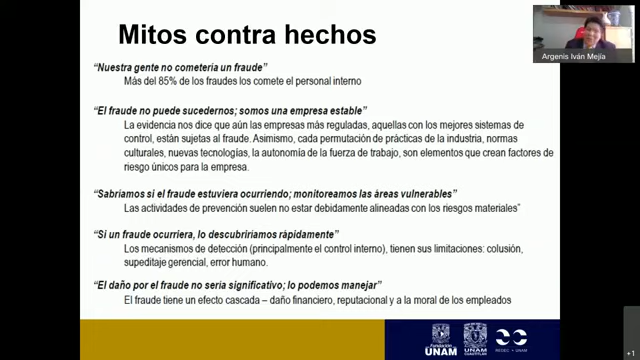 Mitos contra hechos
Argenis Iván Mejía
“Nuestra gente no cometería un fraude”
Más del 85% de los fraudes los comete el personal interno
“El fraude no puede sucedernos; somos una empresa estable”
La evidencia nos dice que aún las empresas más reguladas, aquellas con los mejores sistemas de
control, están sujetas al fraude. Asimismo, cada permutación de prácticas de la industria, normas
culturales, nuevas tecnologías, la autonomía de la fuerza de trabajo, son elementos que crean factores de
riesgo únicos para la empresa.
“Sabríamos si el fraude estuviera ocurriendo; monitoreamos las áreas vulnerables”
Las actividades de prevención suelen no estar debidamente alineadas con los riesgos materiales”
“Si un fraude ocurriera, lo descubriríamos rápidamente”
Los mecanismos de detección (principalmente el control interno), tienen sus limitaciones: colusión,
supeditaje gerencial, error humano.
“El daño por el fraude no sería significativo; lo podemos manejar”
El fraude tiene un efecto cascada – daño financiero, reputacional y a la moral de los empleados
Fundación
UNAM
UNAM
CUAUTITLÁN
REDES • UNAM
+1